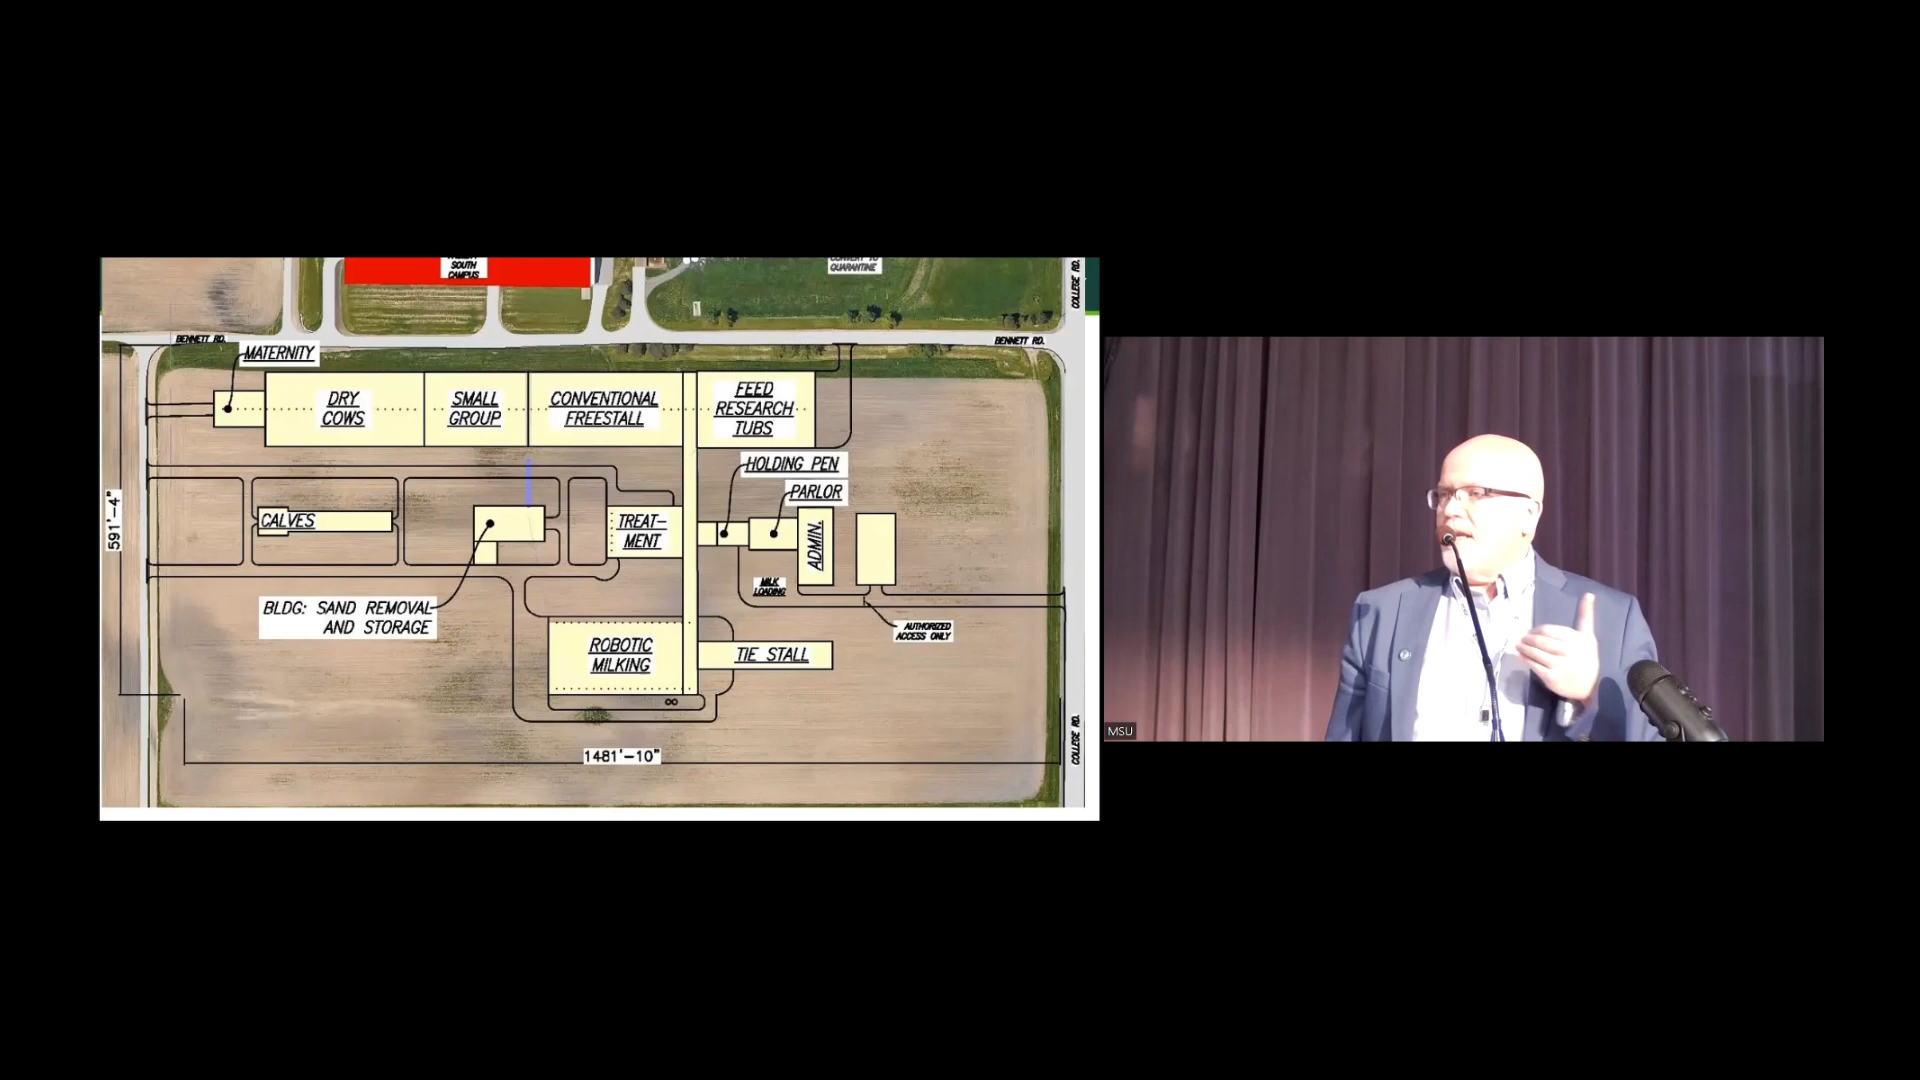 SOUTH
CAMPUS
QUARANTINE
COLLEGE RD.
BENNETT RD.
BENNETT RD.
MATERNITY
DRY
COWS
SMALL
GROUP
CONVENTIONAL
FREESTALL
FEED
RESEARCH
TUBS
HOLDING PEN
PARLOR
591'-4"
CALVES
TREAT-
MENT
ADMIN.
MILK
LOADING
BLDG: SAND REMOVAL
AND STORAGE
AUTHORIZED
ACCESS ONLY
ROBOTIC
MILKING
TIE STALL
COLLEGE RD.
1481'-10"
MSU